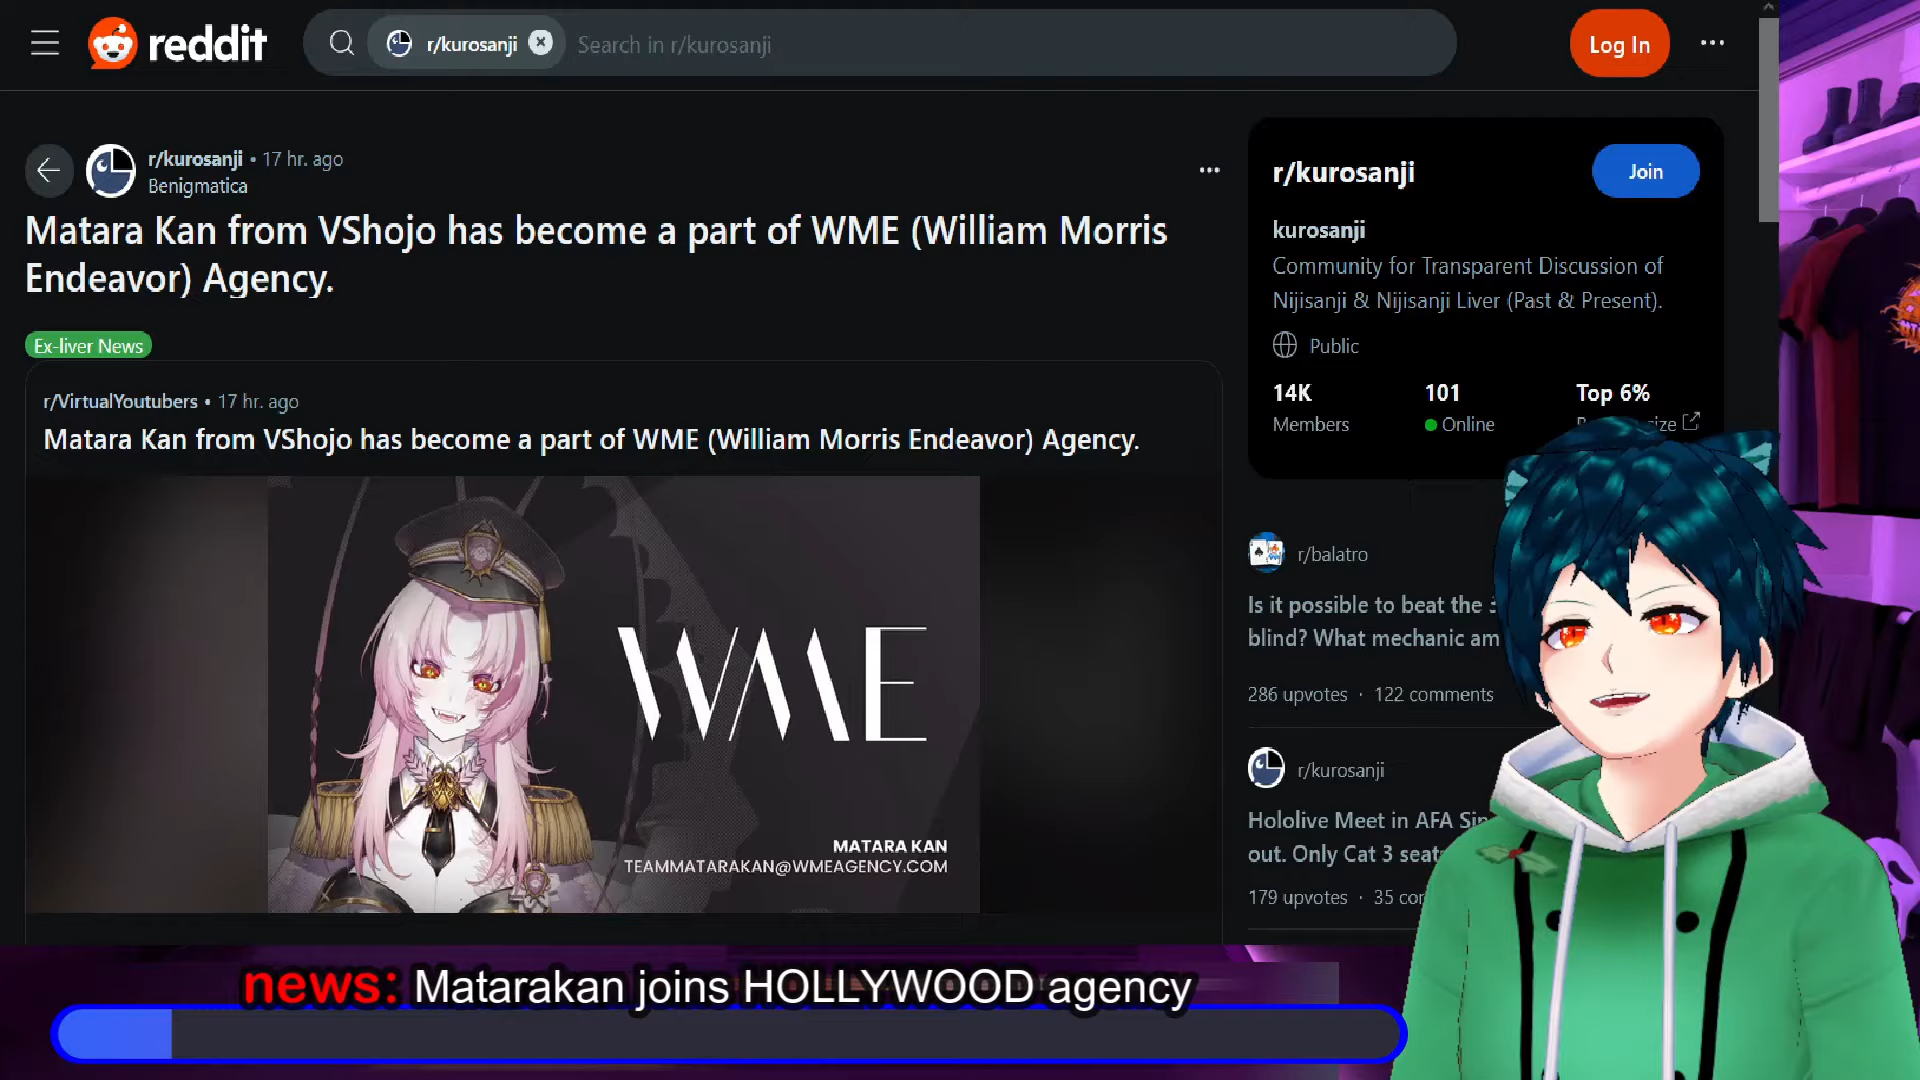 reddit
r/kurosanji
Search in r/kurosanji
Log In
r/kurosanji • 17 hr. ago
Benigmatica
Matara Kan from VShojo has become a part of WME (William Morris
Endeavor) Agency.
Ex-liver News
r/VirtualYoutubers • 17 hr. ago
Matara Kan from VShojo has become a part of WME (William Morris Endeavor) Agency.
WME
MATARA KAN
TEAMMATARAKAN@WMEAGENCY.COM
r/kurosanji
Join
kurosanji
Community for Transparent Discussion of
Nijisanji & Nijisanji Liver (Past & Present).
Public
14K
101
Top 6%
Members
Online
r/balatro
Is it possible to beat the
blind? What mechanic am
286 upvotes · 122 comments
r/kurosanji
Hololive Meet in AFA
out. Only Cat 3
179 upvotes · 35
news: Matarakan joins HOLLYWOOD agency